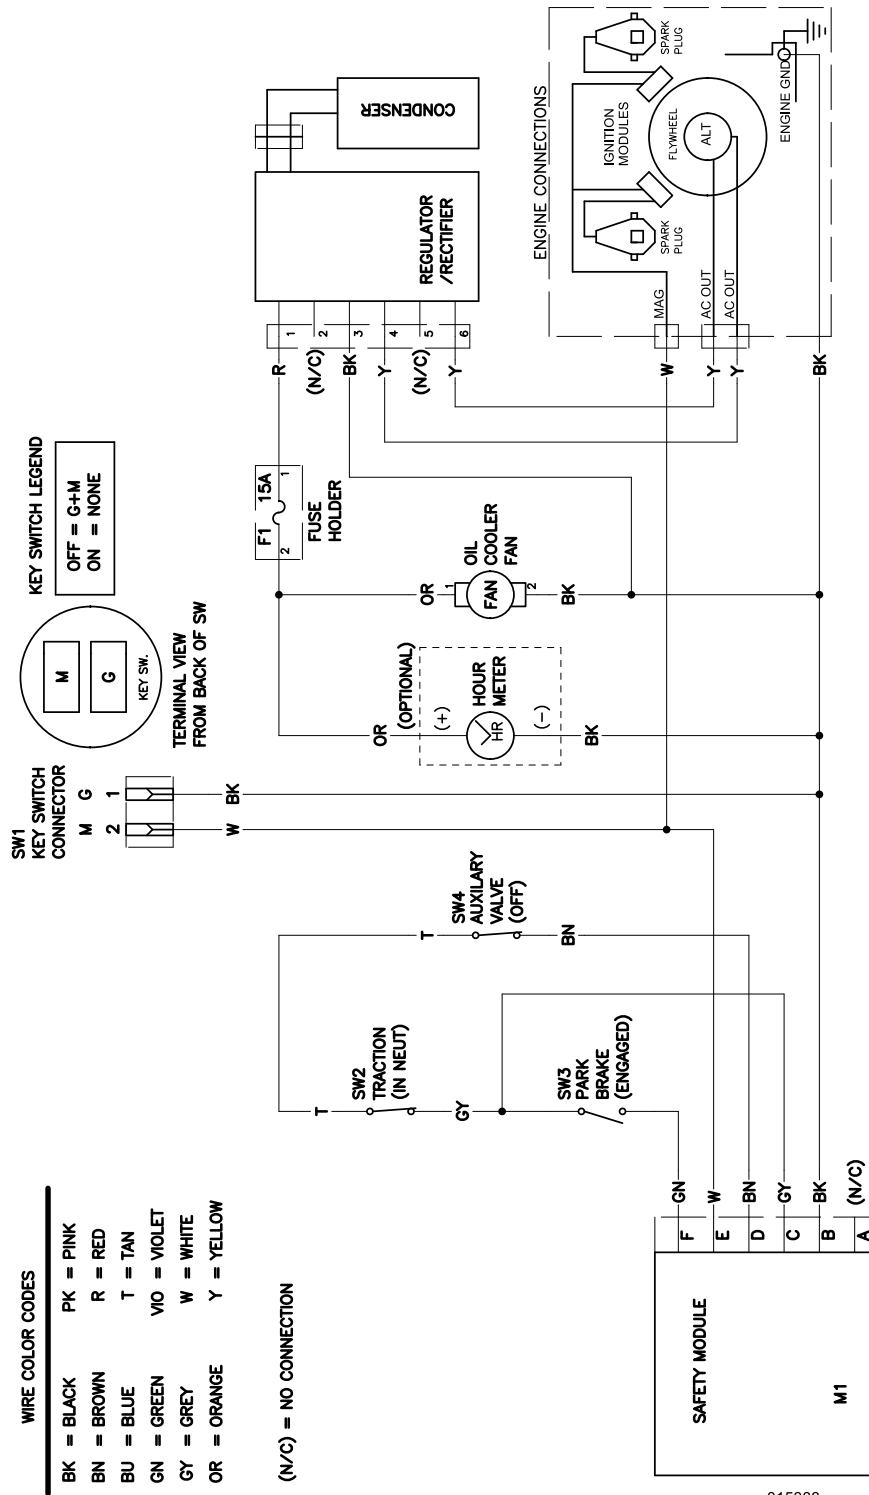 WIRE COLOR CODES
BK = BLACK PK = PINK
BN = BROWN R = RED
BU = BLUE T = TAN
GN = GREEN VIO = VIOLET
GY = GREY W = WHITE
OR = ORANGE Y = YELLOW
(N/C) = NO CONNECTION
SW1
KEY SWITCH
CONNECTOR
M G
2 1
W
BK
M
G
KEY SW.
TERMINAL VIEW
FROM BACK OF SW
KEY SWITCH LEGEND
OFF = G+M
ON = NONE
CONDENSER
REGULATOR
/RECTIFIER
1
2
3
4
5
6
R
(N/C)
BK
Y
(N/C)
Y
F1 15A
2
1
FUSE
HOLDER
OR
1
FAN
2
OIL
COOLER
FAN
BK
OR
(OPTIONAL)
(+)
HR
HOUR
METER
(-)
BK
T
SW4
AUXILARY
VALVE
(OFF)
BN
T
SW2
TRACTION
(IN NEUT)
GY
SW3
PARK
BRAKE
(ENGAGED)
ENGINE CONNECTIONS
SPARK
PLUG
SPARK
PLUG
IGNITION
MODULES
FLYWHEEL
ALT
ENGINE GND
MAG
AC OUT
AC OUT
W
Y
Y
BK
GN
W
BN
GY
BK
(N/C)
F
E
D
C
B
A
SAFETY MODULE
M1